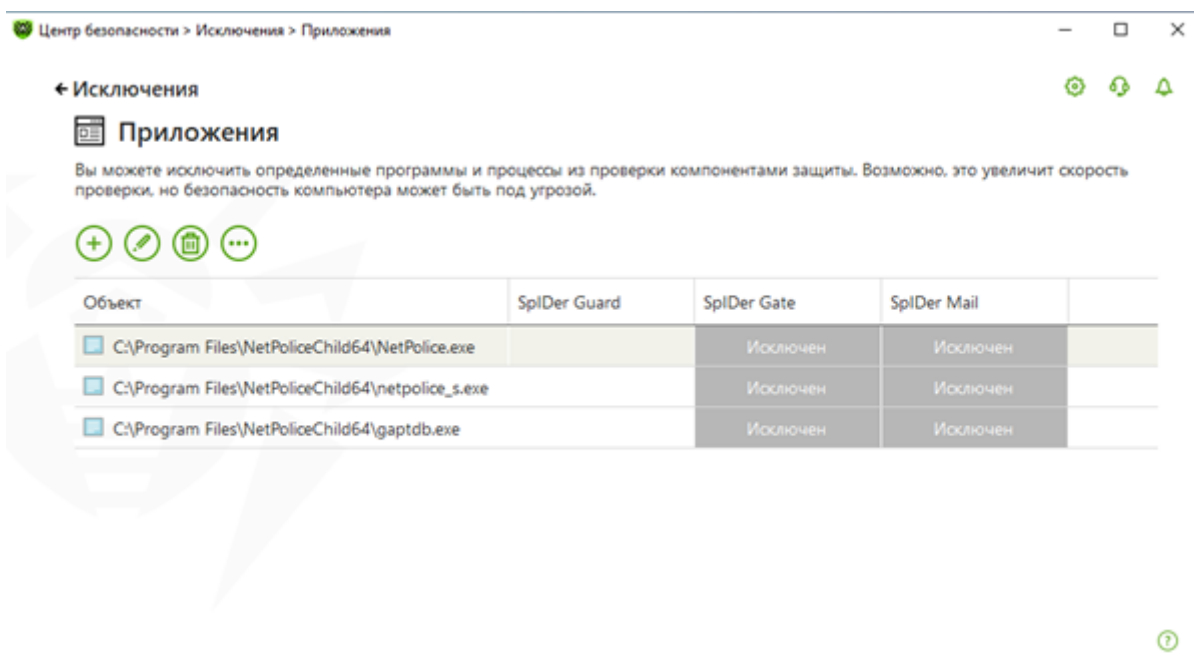 Центр безопасности > Исключения > Приложения
Исключения
Приложения
Вы можете исключить определенные программы и процессы из проверки компонентами защиты. Возможно, это увеличит скорость
проверки, но безопасность компьютера может быть под угрозой.
Объект SpIDer Guard SpIDer Gate SpIDer Mail
C:\Program Files\NetPoliceChild64\NetPolice.exe Исключен Исключен
C:\Program Files\NetPoliceChild64\netpolice_s.exe Исключен Исключен
C:\Program Files\NetPoliceChild64\gaptdb.exe Исключен Исключен